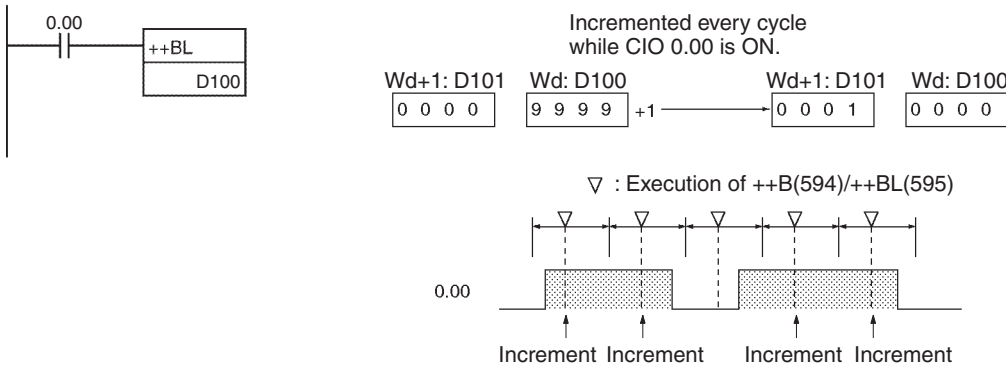 0.00
++BL
D100
Incremented every cycle
while CIO 0.00 is ON.
Wd+1: D101 Wd: D100 Wd+1: D101 Wd: D100
0 0 0 0 9 9 9 9 +1 0 0 0 1 0 0 0 0
▽ : Execution of ++B(594)/++BL(595)
0.00
Increment Increment Increment Increment